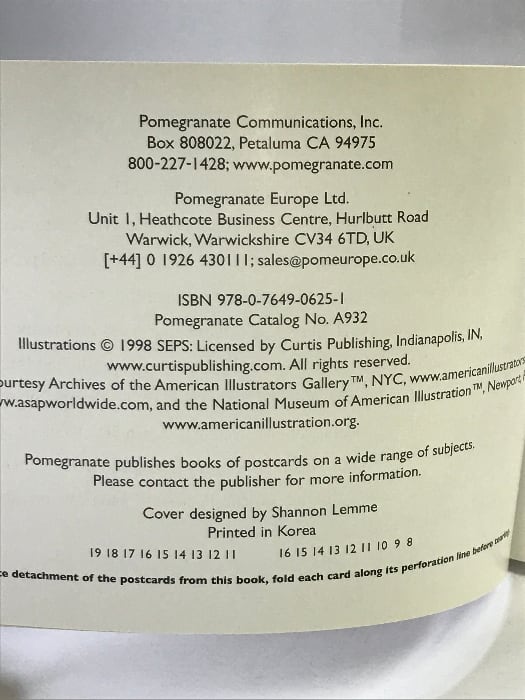 Pomegranate Communications, Inc.
Box 808022, Petaluma CA 94975
800-227-1428; www.pomegranate.com
Pomegranate Europe Ltd.
Unit 1, Heathcote Business Centre, Hurlbutt Road
Warwick, Warwickshire CV34 6TD, UK
[+44] 0 1926 430111; sales@pomeurope.co.uk
ISBN 978-0-7649-0625-1
Pomegranate Catalog No. A932
Illustrations © 1998 SEPS: Licensed by Curtis Publishing, Indianapolis, IN,
www.curtispublishing.com. All rights reserved.
ourtesy Archives of the American Illustrators Gallery™, NYC, www.americanillustrators
w.asapworldwide.com, and the National Museum of American Illustration™, Newport
www.americanillustration.org.
Pomegranate publishes books of postcards on a wide range of subjects.
Please contact the publisher for more information.
Cover designed by Shannon Lemme
Printed in Korea
19 18 17 16 15 14 13 12 11 16 15 14 13 12 11 10 9 8
detachment of the postcards from this book, fold each card along its perforation line before